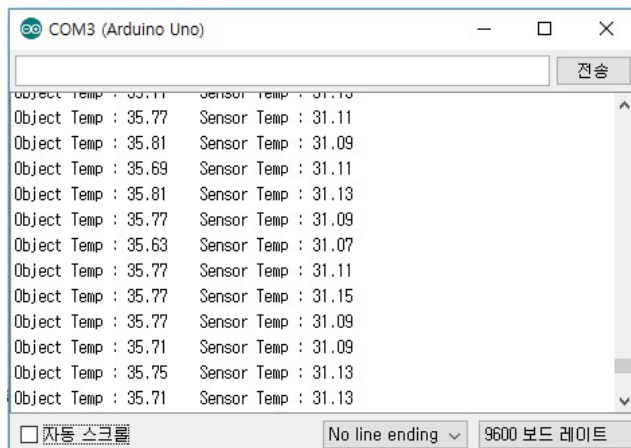 COM3 (Arduino Uno)
전송
Object Temp : 35.77 Sensor Temp : 31.11
Object Temp : 35.81 Sensor Temp : 31.09
Object Temp : 35.69 Sensor Temp : 31.11
Object Temp : 35.81 Sensor Temp : 31.13
Object Temp : 35.77 Sensor Temp : 31.09
Object Temp : 35.63 Sensor Temp : 31.07
Object Temp : 35.77 Sensor Temp : 31.11
Object Temp : 35.77 Sensor Temp : 31.15
Object Temp : 35.77 Sensor Temp : 31.09
Object Temp : 35.71 Sensor Temp : 31.09
Object Temp : 35.75 Sensor Temp : 31.13
Object Temp : 35.71 Sensor Temp : 31.13
자동 스크롤 No line ending 9600 보드 레이트